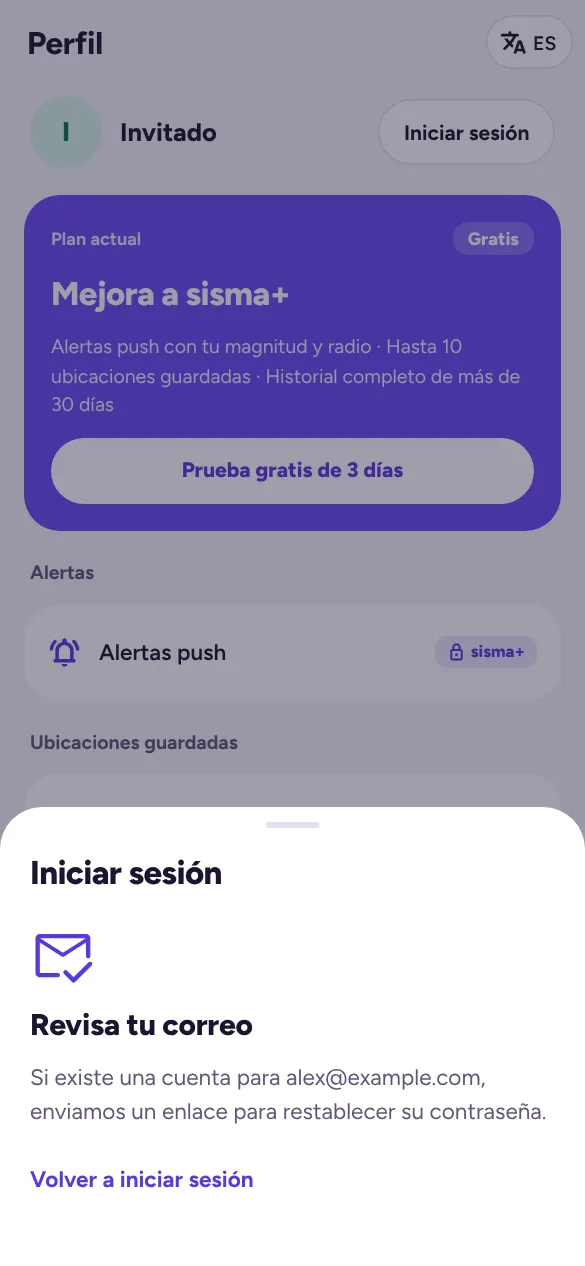 Perfil
ES
I
Invitado
Iniciar sesión
Plan actual
Gratis
Mejora a sisma+
Alertas push con tu magnitud y radio · Hasta 10
ubicaciones guardadas · Historial completo de más de
30 días
Prueba gratis de 3 días
Alertas
Alertas push
sisma+
Ubicaciones guardadas
Iniciar sesión
Revisa tu correo
Si existe una cuenta para alex@example.com,
enviamos un enlace para restablecer su contraseña.
Volver a iniciar sesión